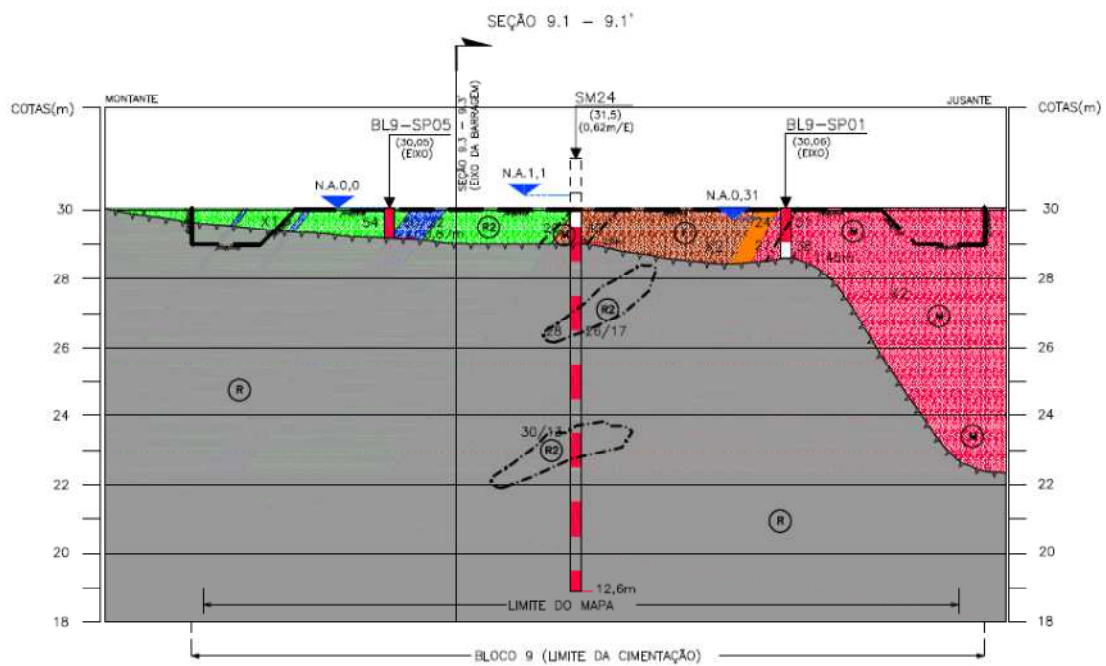 SEÇÃO 9.1 - 9.1'
MONTANTE
JUSANTE
COTAS(m)
COTAS(m)
SM24
(31,5)
(0,62m/E)
BL9-SP05
(30,05)
(EIXO)
SEÇÃO 9.3 - 9.3'
(EIXO DA BARRAGEM)
BL9-SP01
(30,06)
(EIXO)
N.A.0,0
N.A.1,1
N.A.0,31
30
28
26
24
22
20
18
30
28
26
24
22
20
18
X1
54
R2
24
M
M
R2
28
26/17
R
30/13
R2
M
R
12,6m
LIMITE DO MAPA
BLOCO 9 (LIMITE DA CIMENTAÇÃO)